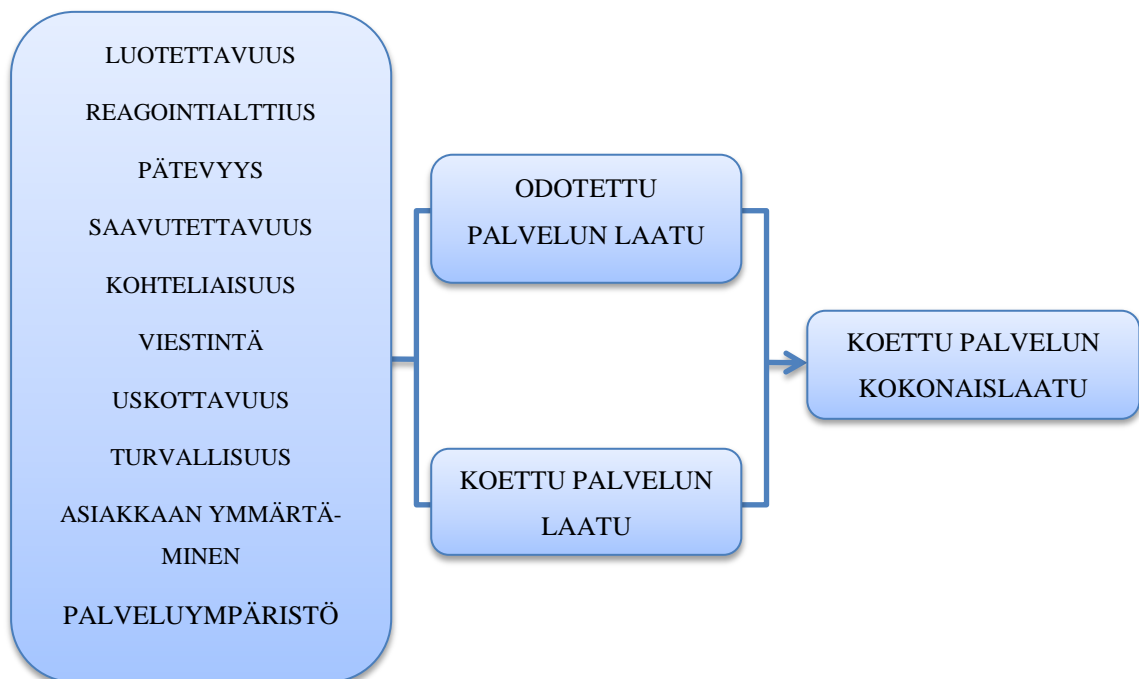 LUOTETTAVUUS
REAGOINTIALTTIUS
PÄTEVYYS
SAAVUTETTAVUUS
KOHTELIAISUUS
VIESTINTÄ
USKOTTAVUUS
TURVALLISUUS
ASIAKKAAN YMMÄRTÄ-
MINEN
PALVELUYMPÄRISTÖ
ODOTETTU
PALVELUN LAATU
KOETTU PALVELUN
LAATU
KOETTU PALVELUN
KOKONAISLAATU